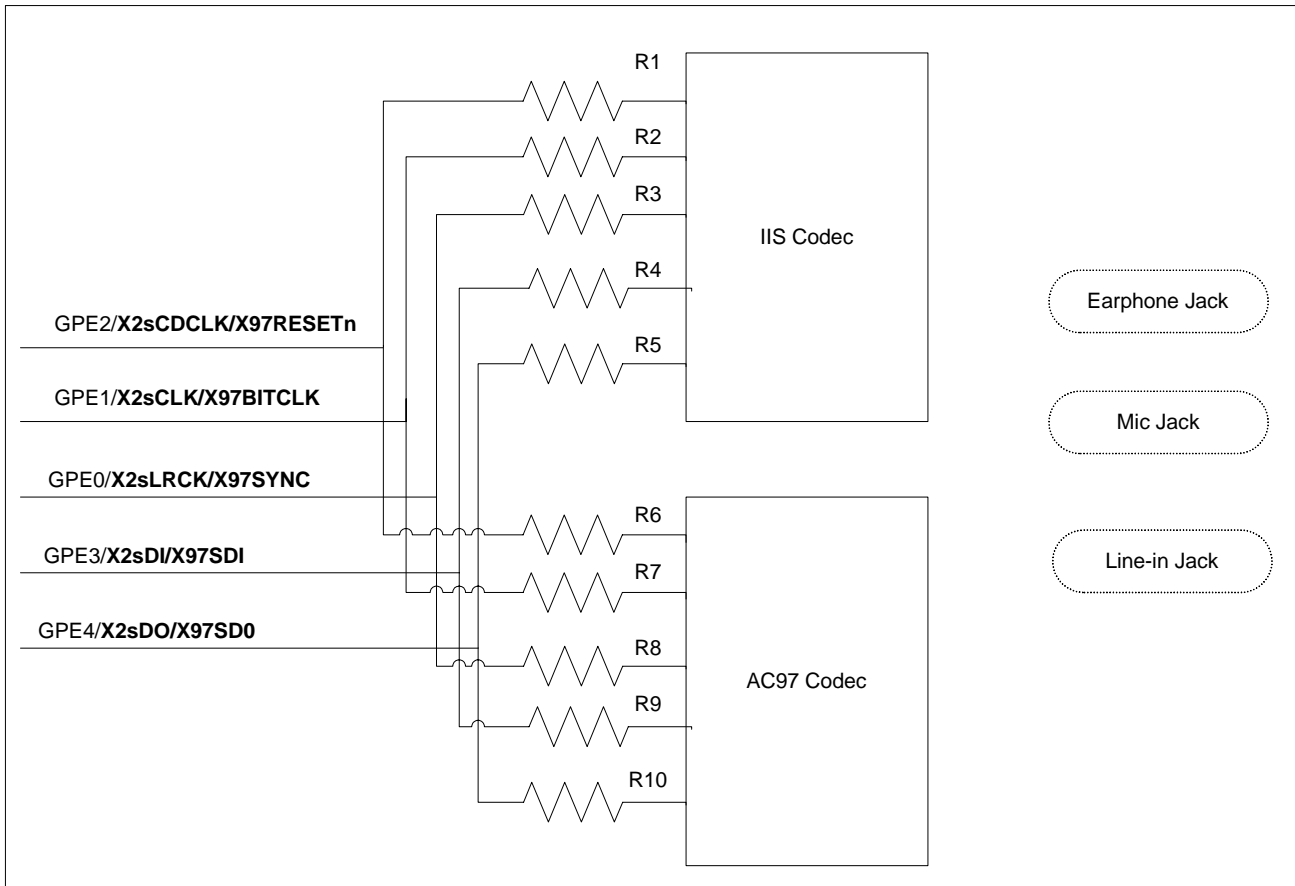 R1
R2
R3
IIS Codec
R4
Earphone Jack
GPE2/X2sCDCLK/X97RESETn
R5
GPE1/X2sCLK/X97BITCLK
Mic Jack
GPE0/X2sLRCK/X97SYNC
R6
GPE3/X2sDI/X97SDI
Line-in Jack
R7
GPE4/X2sDO/X97SD0
R8
AC97 Codec
R9
R10